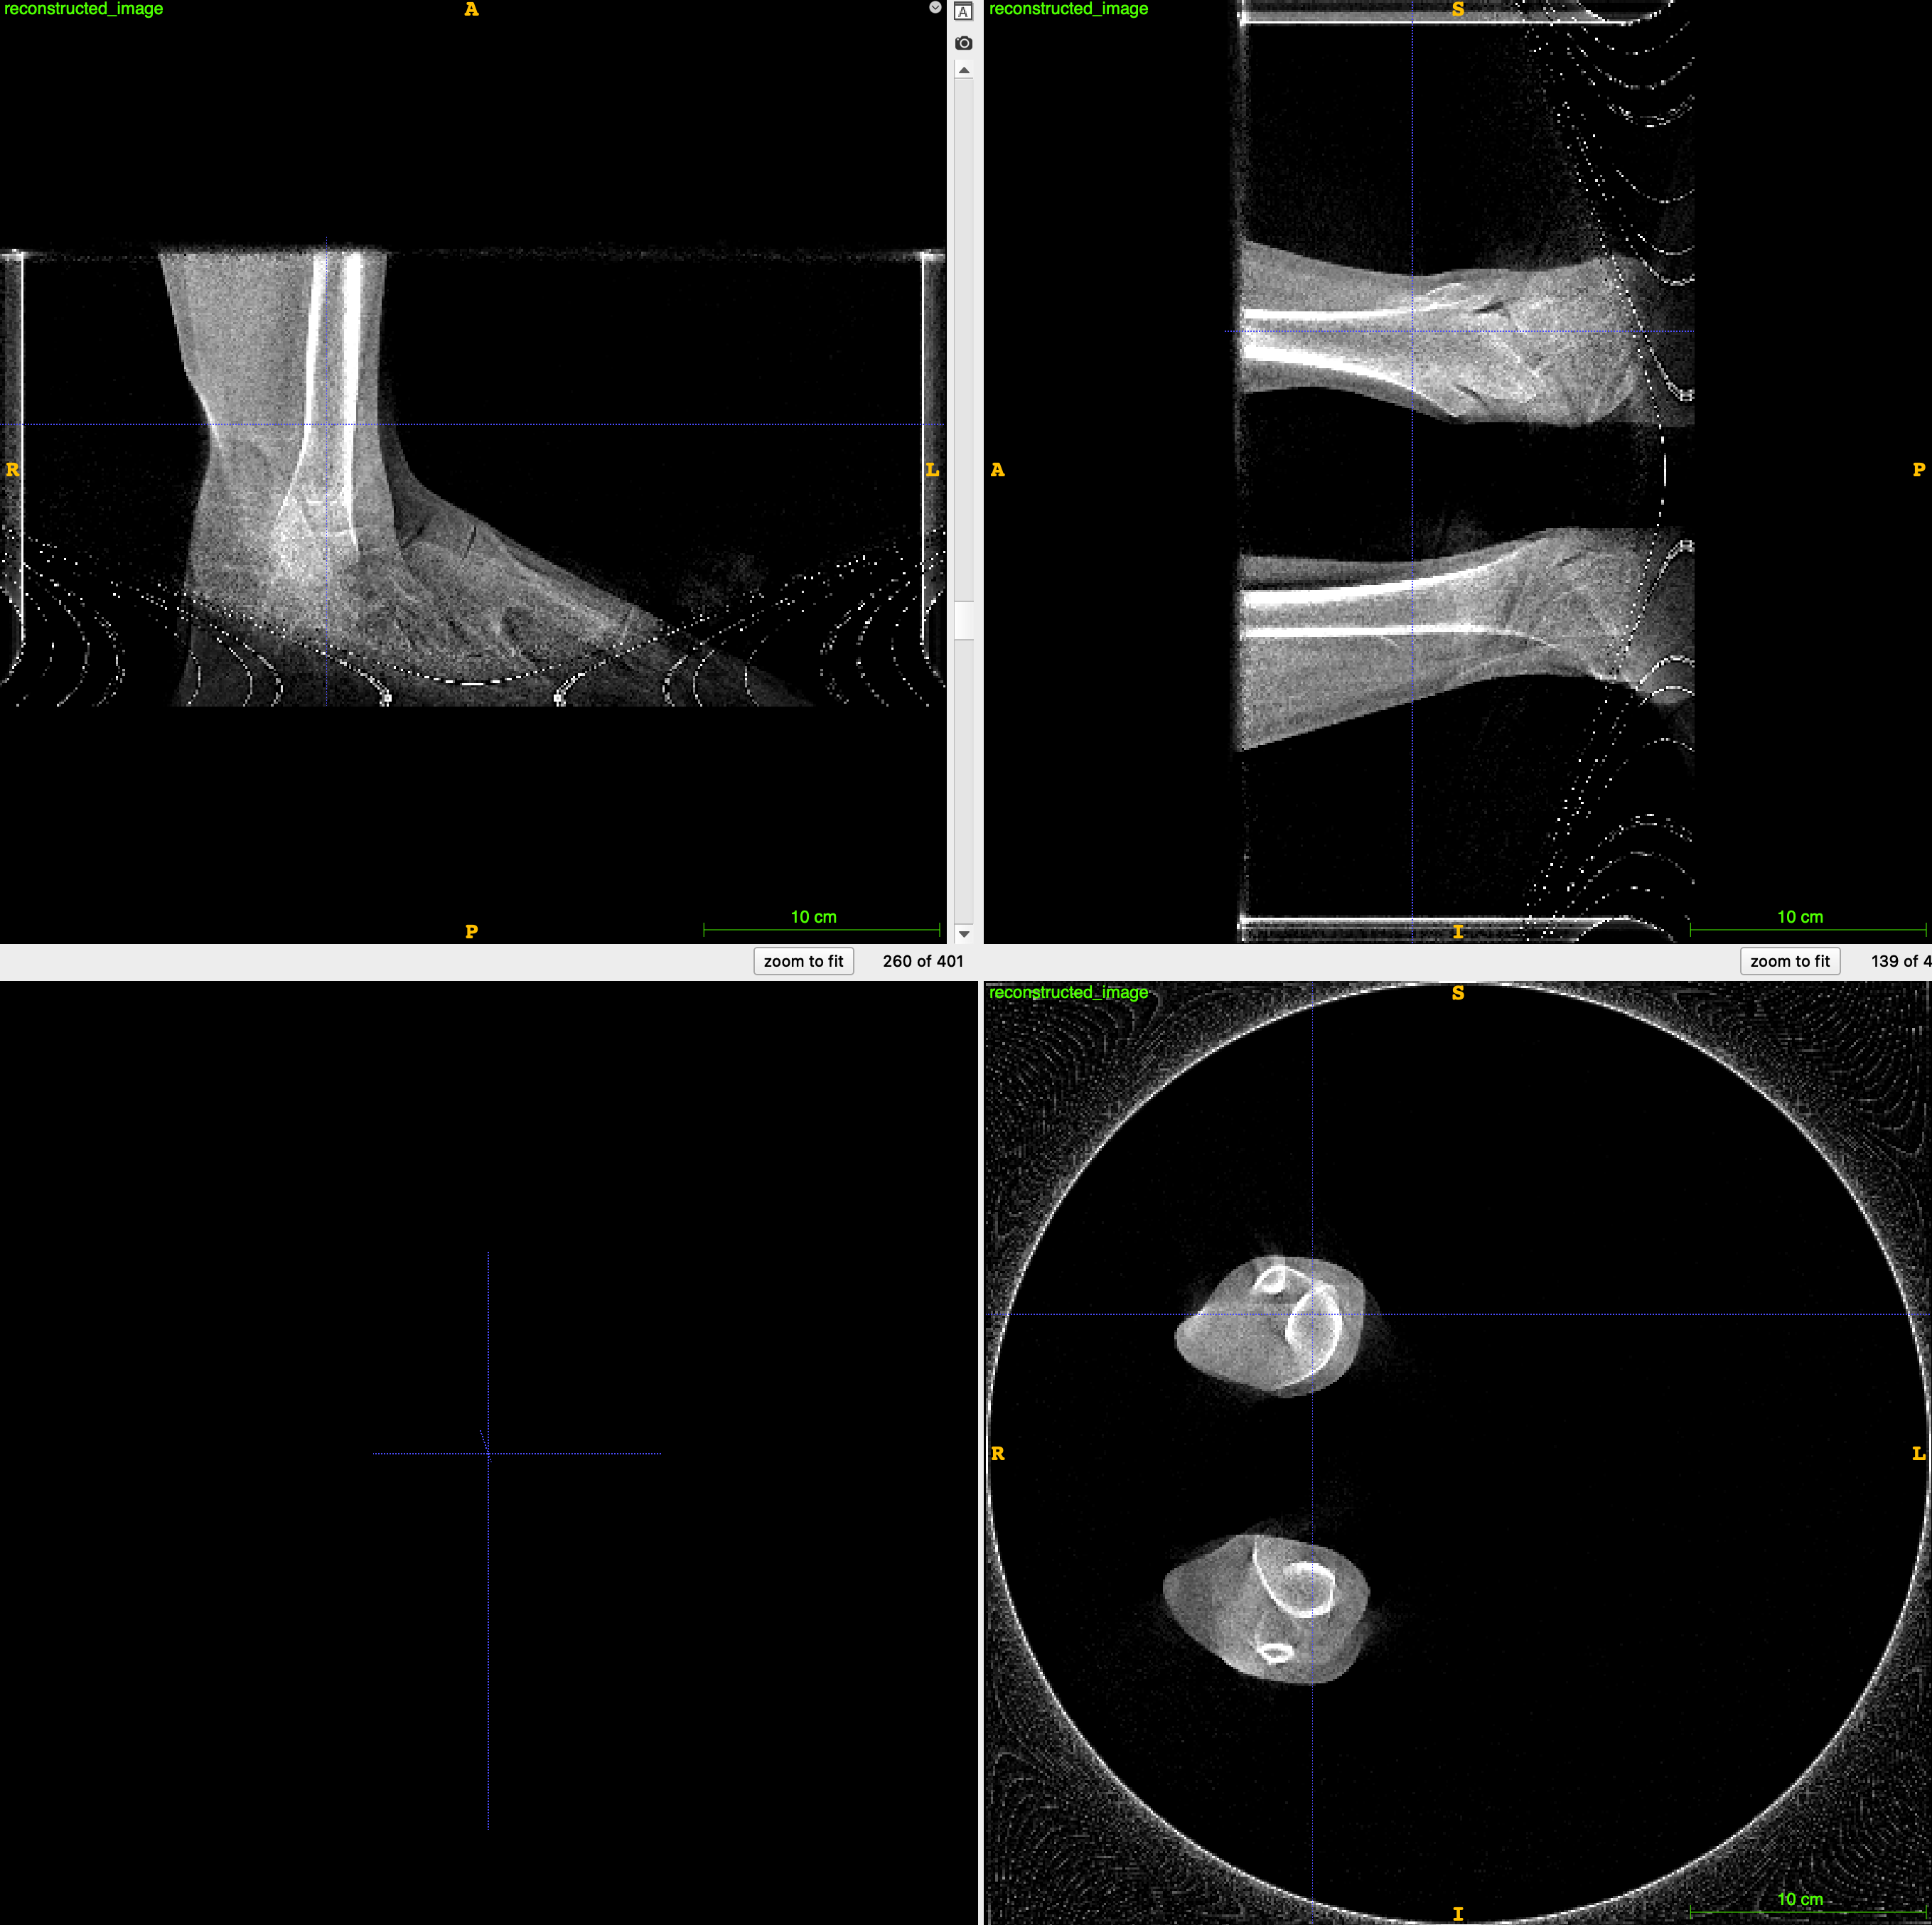 reconstructed_image
A
A
R
L
10 cm
P
zoom to fit
260 of 401
reconstructed_image
S
A
P
10 cm
I
zoom to fit
139 of 4
reconstructed_image
S
R
L
10 cm
I